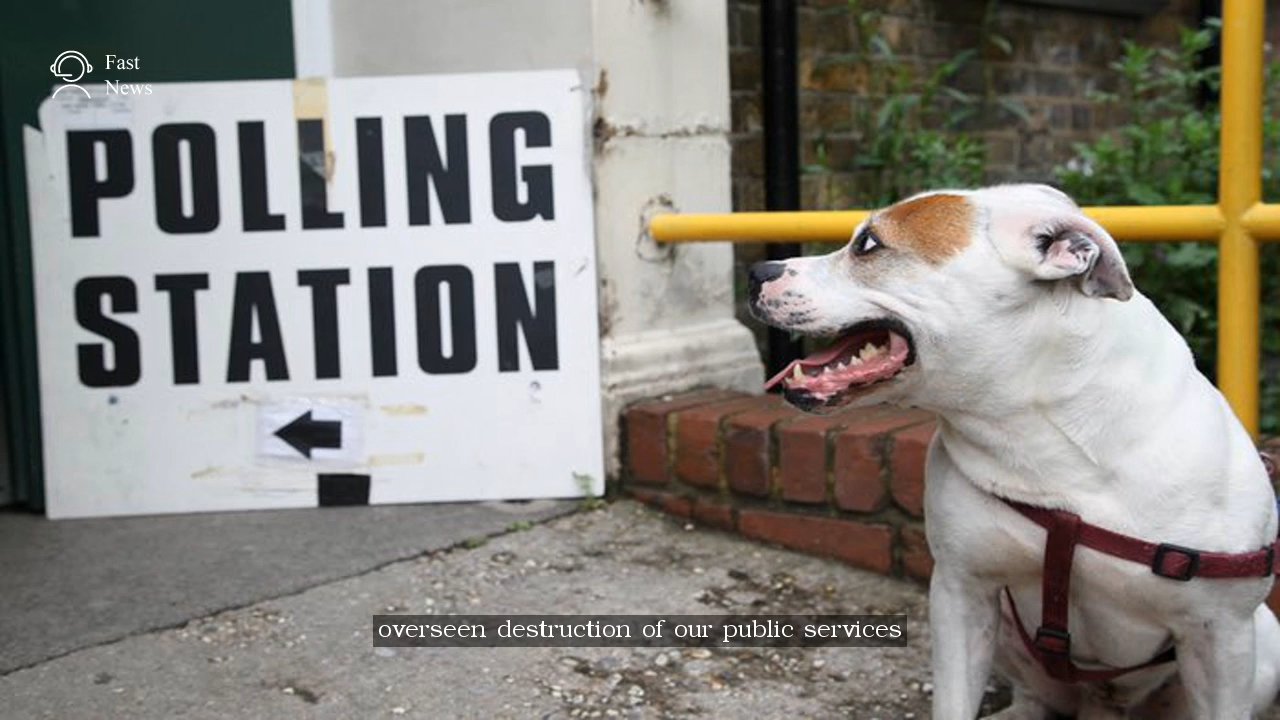 Fast
News
POLLING
STATION
overseen destruction of our public services